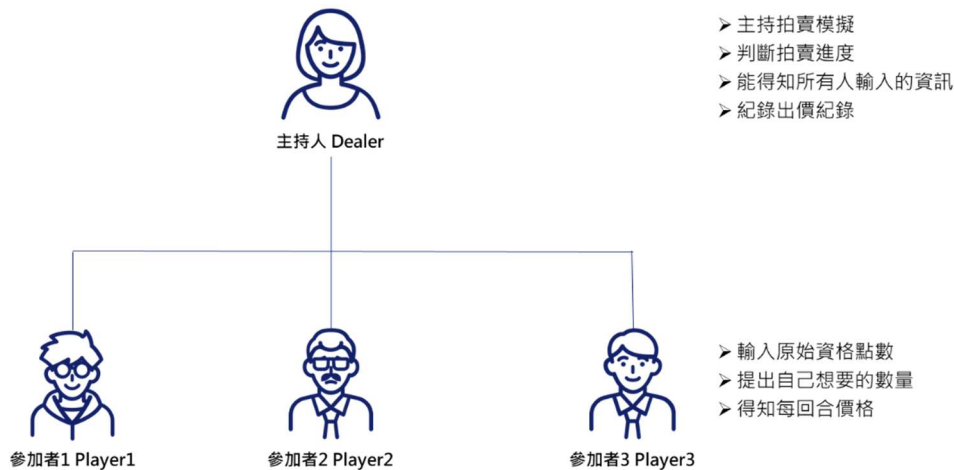 ➢ 主持拍賣模擬
➢ 判斷拍賣進度
➢ 能得知所有人輸入的資訊
➢ 紀錄出價紀錄
主持人 Dealer
➢ 輸入原始資格點數
➢ 提出自己想要的數量
➢ 得知每回合價格
參加者1 Player1
參加者2 Player2
參加者3 Player3